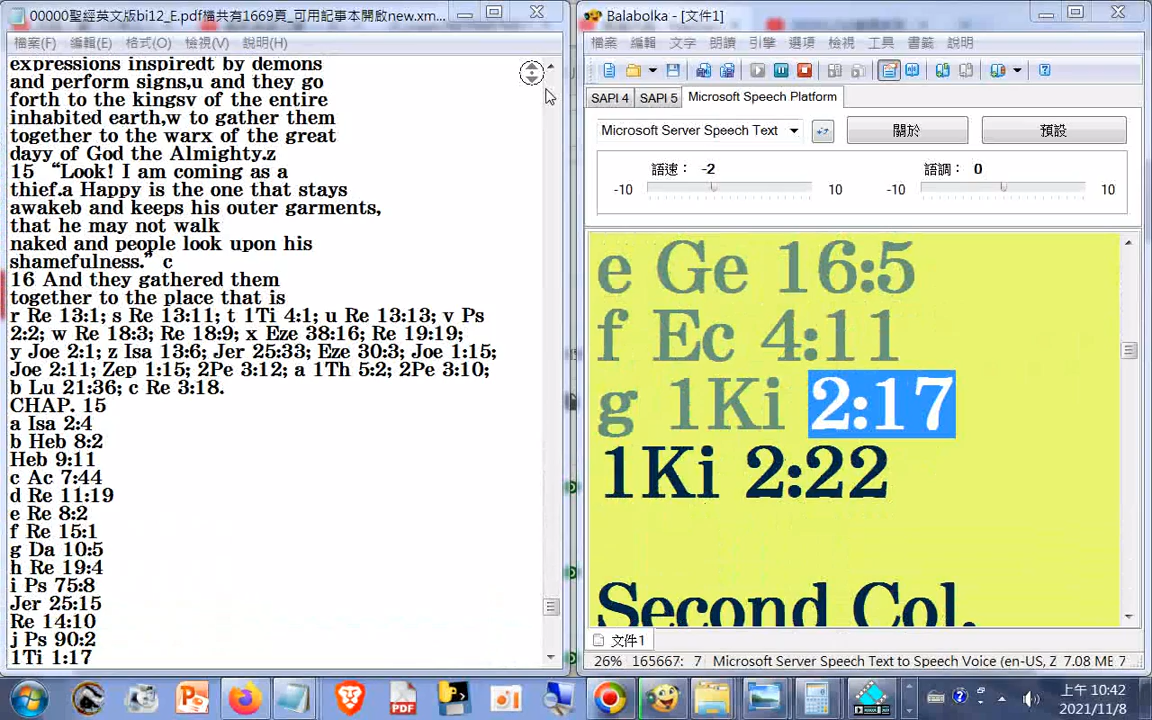 00000聖經英文版bi12_E.pdf檔共有1669頁_可用記事本開啟new.xm...
檔案(F) 編輯(E) 格式(O) 檢視(V) 說明(H)
expressions inspiredt by demons
and perform signs,u and they go
forth to the kingsv of the entire
inhabited earth,w to gather them
together to the warx of the great
dayy of God the Almighty.z
15 “Look! I am coming as a
thief.a Happy is the one that stays
awakeb and keeps his outer garments,
that he may not walk
naked and people look upon his
shamefulness.” c
16 And they gathered them
together to the place that is
r Re 13:1; s Re 13:11; t 1Ti 4:1; u Re 13:13; v Ps
2:2; w Re 18:3; Re 18:9; x Eze 38:16; Re 19:19;
y Joe 2:1; z Isa 13:6; Jer 25:33; Eze 30:3; Joe 1:15;
Joe 2:11; Zep 1:15; 2Pe 3:12; a 1Th 5:2; 2Pe 3:10;
b Lu 21:36; c Re 3:18.
CHAP. 15
a Isa 2:4
b Heb 8:2
Heb 9:11
c Ac 7:44
d Re 11:19
e Re 8:2
f Re 15:1
g Da 10:5
h Re 19:4
i Ps 75:8
Jer 25:15
Re 14:10
j Ps 90:2
1Ti 1:17
Balabolka - [文件1]
檔案 編輯 文字 朗讀 引擎 選項 檢視 工具 書籤 說明
SAPI 4 SAPI 5 Microsoft Speech Platform
Microsoft Server Speech Text 關於 預設
語速： -2 語調： 0
-10 10 -10 10
e Ge 16:5
f Ec 4:11
g 1Ki 2:17
1Ki 2:22
Second Col.
文件1
26% 165667: 7 Microsoft Server Speech Text to Speech Voice (en-US, Z 7.08 MB 7
PDF
上午 10:42
2021/11/8